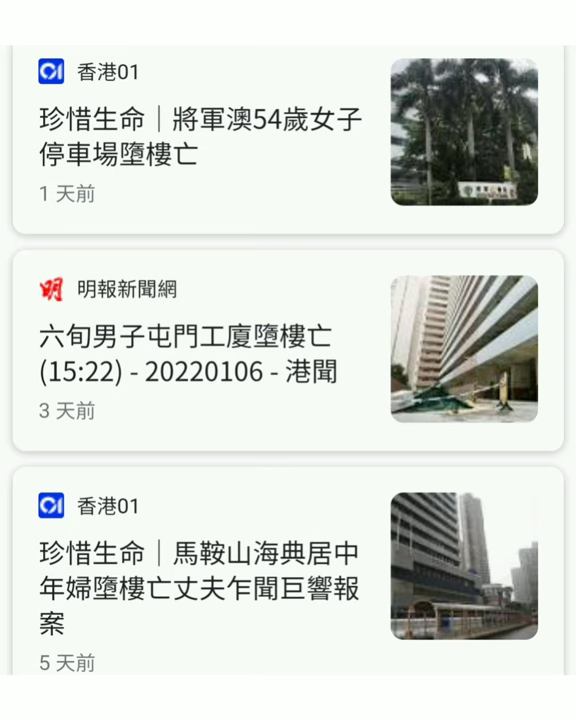 香港01
珍惜生命｜將軍澳54歲女子
停車場墮樓亡
1 天前
明報新聞網
六旬男子屯門工廈墮樓亡
(15:22) - 20220106 - 港聞
3 天前
香港01
珍惜生命｜馬鞍山海典居中
年婦墮樓亡丈夫乍聞巨響報
案
5 天前